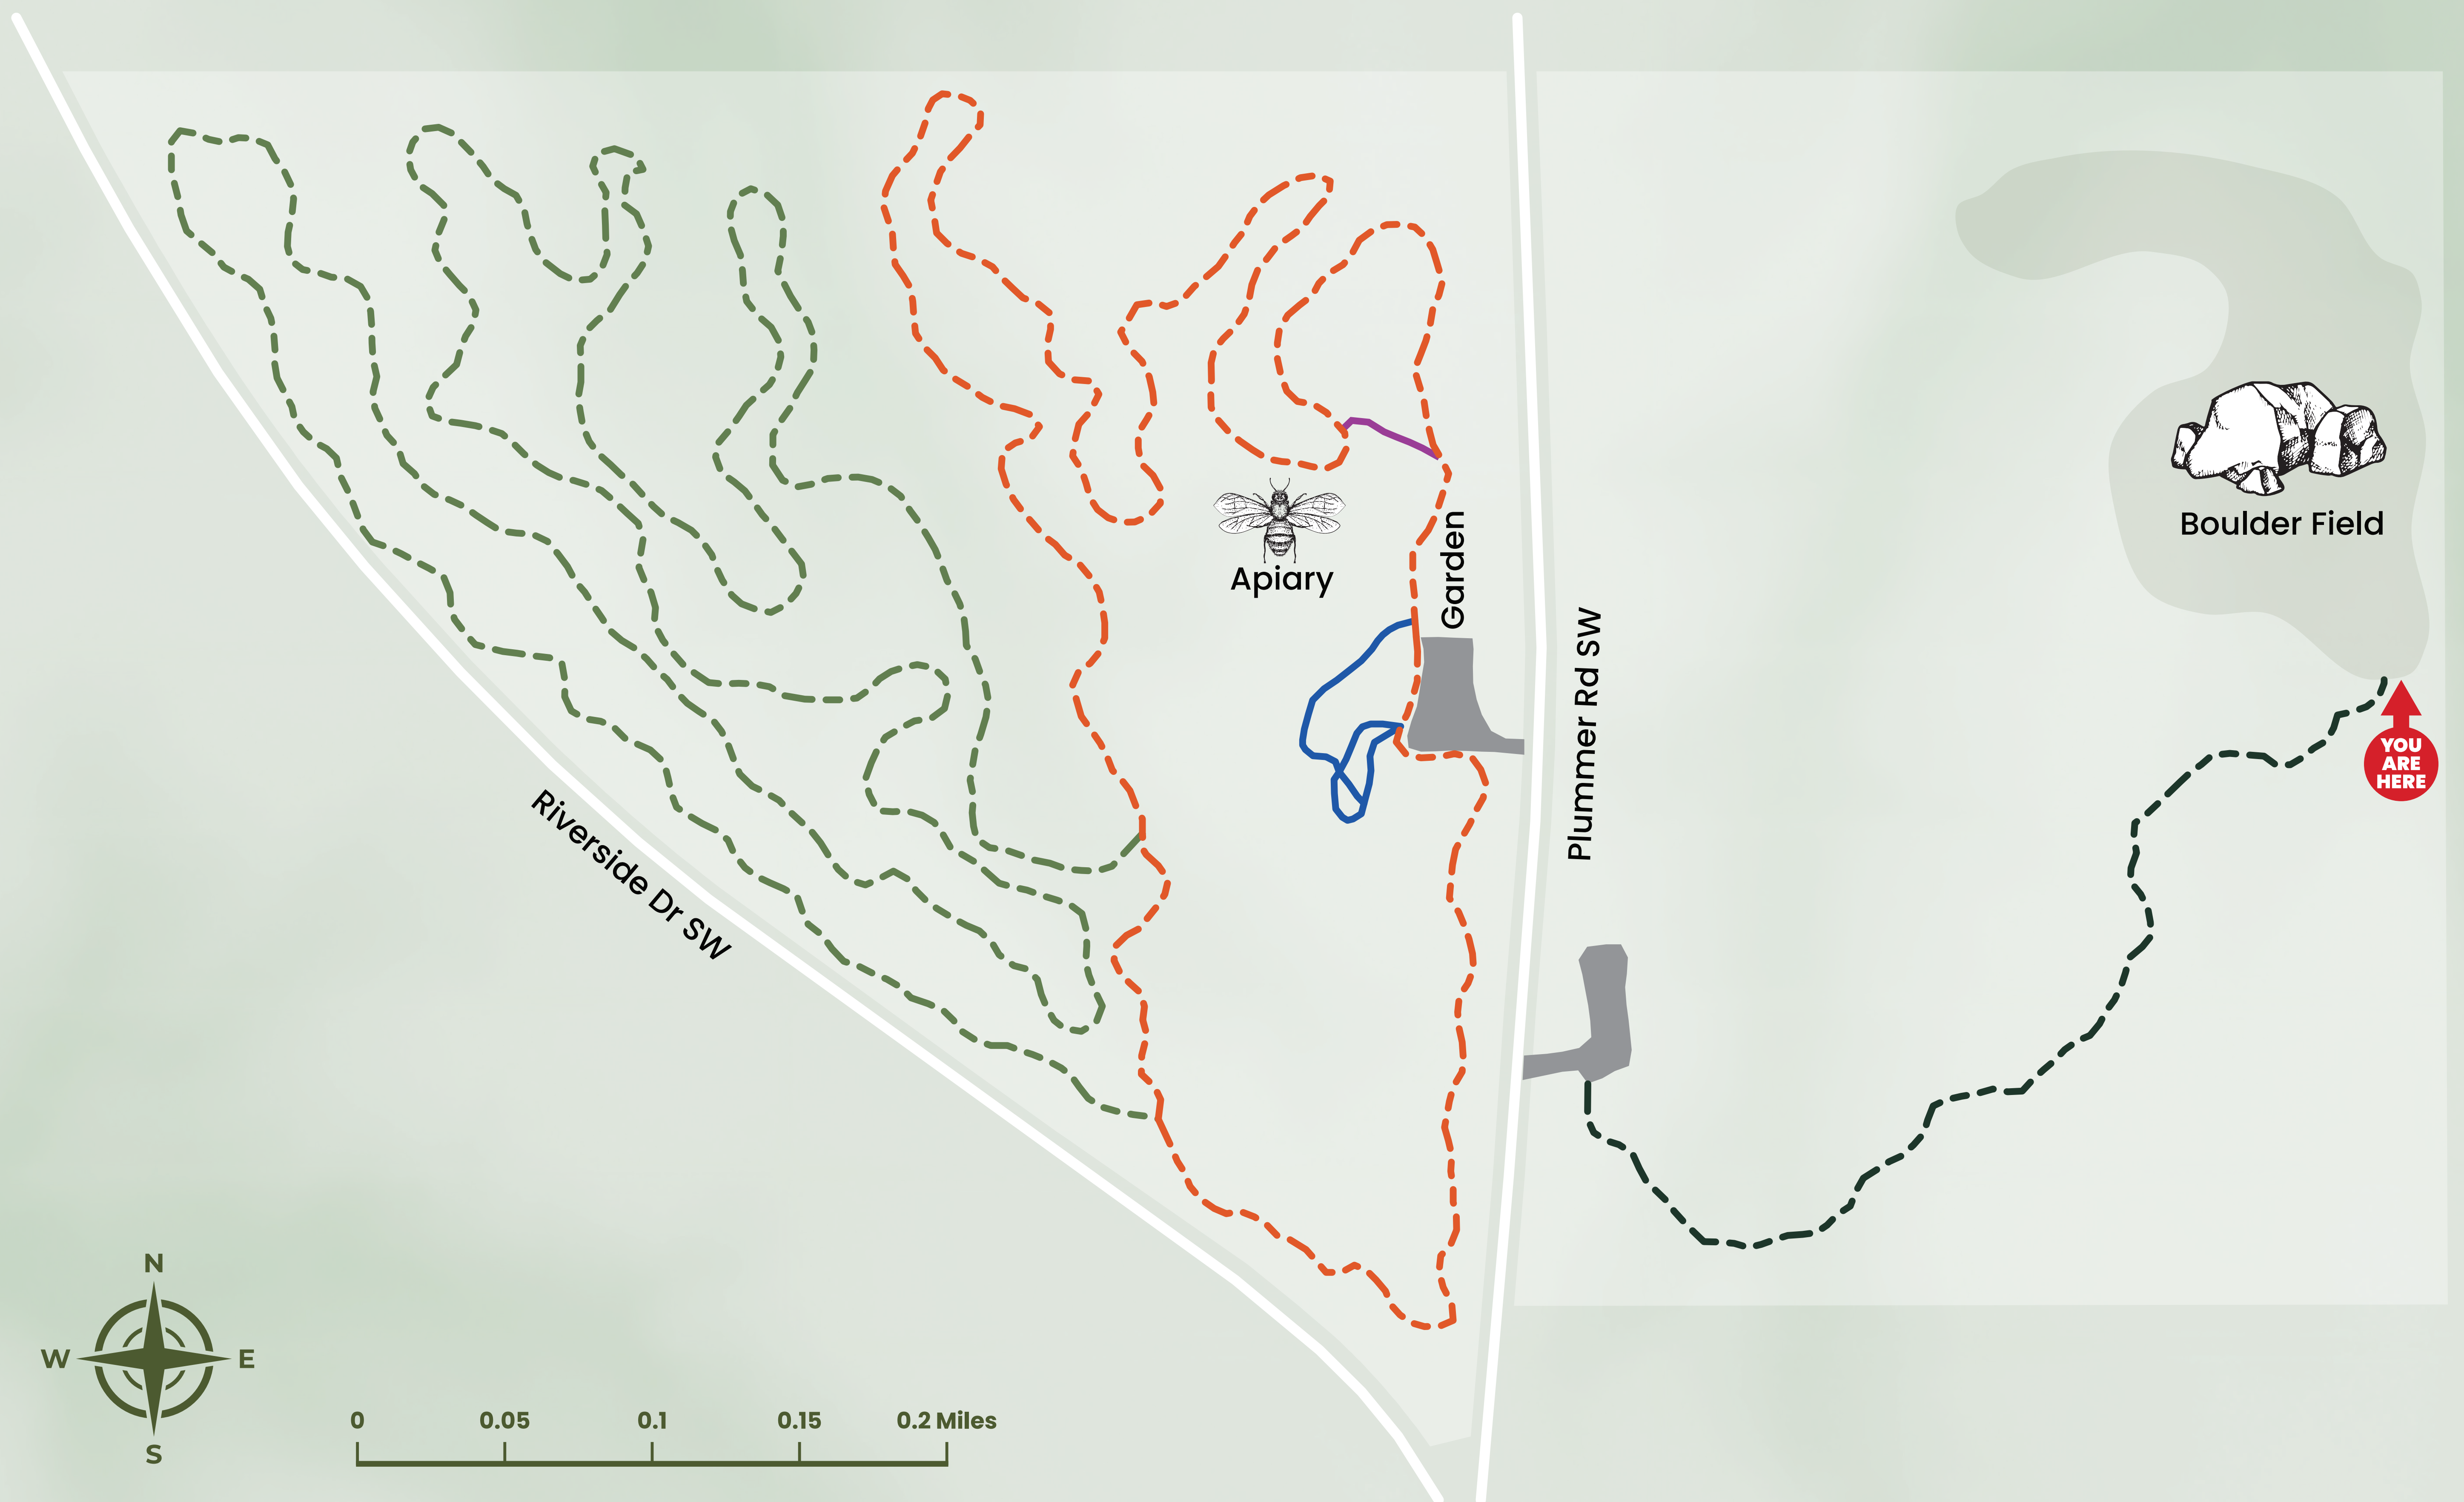 Boulder Field
Garden
Apiary
Plummer Rd SW
YOU
ARE
HERE
Riverside Dr SW
N
W
E
S
0
0.05
0.1
0.15
0.2 Miles